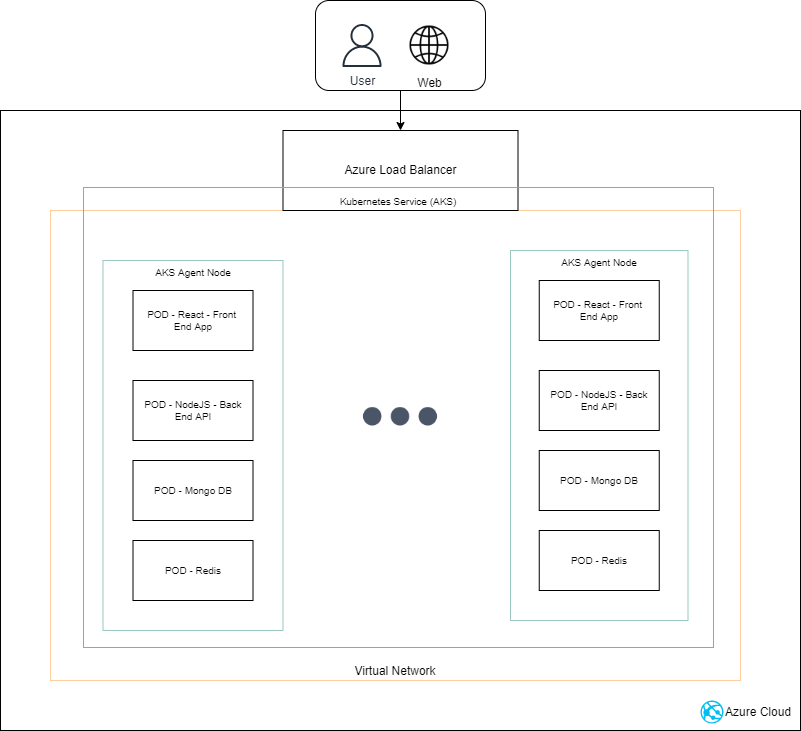 User
Web
Azure Load Balancer
Kubernetes Service (AKS)
AKS Agent Node
POD - React - Front
End App
POD - NodeJS - Back
End API
POD - Mongo DB
POD - Redis
AKS Agent Node
POD - React - Front
End App
POD - NodeJS - Back
End API
POD - Mongo DB
POD - Redis
Virtual Network
Azure Cloud